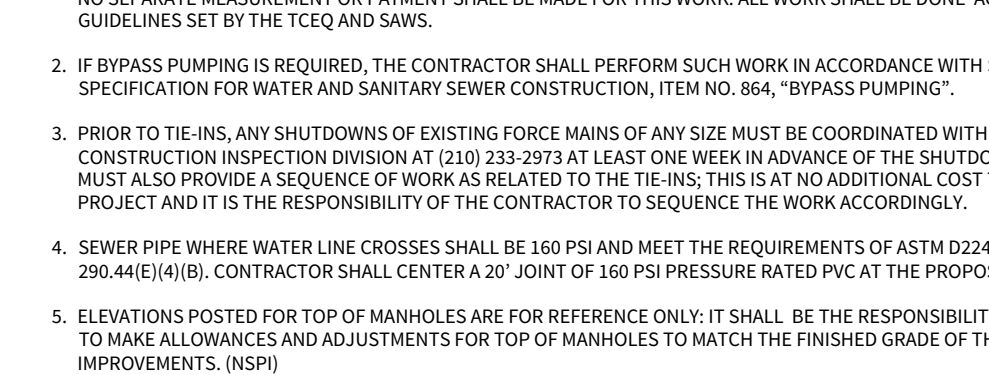 NO SEPARATE MEASUREMENT OR PAYMENT SHALL BE MADE FOR THIS WORK. ALL WORK SHALL BE DONE
GUIDELINES SET BY THE TCEQ AND SAWS.
2. IF BYPASS PUMPING IS REQUIRED, THE CONTRACTOR SHALL PERFORM SUCH WORK IN ACCORDANCE WITH
SPECIFICATION FOR WATER AND SANITARY SEWER CONSTRUCTION, ITEM NO. 864, “BYPASS PUMPING”.
3. PRIOR TO TIE-INS, ANY SHUTDOWNS OF EXISTING FORCE MAINS OF ANY SIZE MUST BE COORDINATED WITH
CONSTRUCTION INSPECTION DIVISION AT (210) 233-2973 AT LEAST ONE WEEK IN ADVANCE OF THE SHUTDO
MUST ALSO PROVIDE A SEQUENCE OF WORK AS RELATED TO THE TIE-INS; THIS IS AT NO ADDITIONAL COST
PROJECT AND IT IS THE RESPONSIBILITY OF THE CONTRACTOR TO SEQUENCE THE WORK ACCORDINGLY.
4. SEWER PIPE WHERE WATER LINE CROSSES SHALL BE 160 PSI AND MEET THE REQUIREMENTS OF ASTM D224
290.44(E)(4)(B). CONTRACTOR SHALL CENTER A 20’ JOINT OF 160 PSI PRESSURE RATED PVC AT THE PROPOS
5. ELEVATIONS POSTED FOR TOP OF MANHOLES ARE FOR REFERENCE ONLY: IT SHALL BE THE RESPONSIBILIT
TO MAKE ALLOWANCES AND ADJUSTMENTS FOR TOP OF MANHOLES TO MATCH THE FINISHED GRADE OF TH
IMPROVEMENTS. (NSPI)